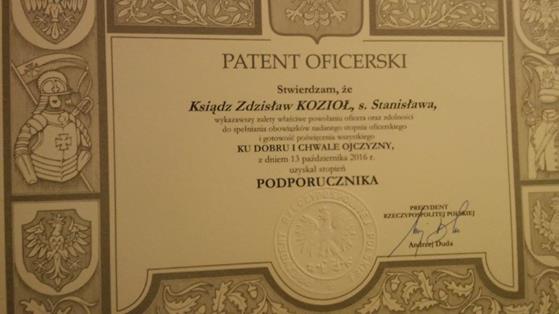 PATENT OFICERSKI
Stwierdzam, że
Ksiądz Zdzisław KOZIOŁ, s. Stanisława,
wykazawszy zalety właściwe powołaniu oficera oraz zdolności
do spełniania obowiązków nadanego stopnia oficerskiego
i gotowość poświęcenia wszystkiego
KU DOBRU I CHWALE OJCZYZNY,
z dniem 13 października 2016 r.
uzyskał stopień
PODPORUCZNIKA
PREZYDENT
RZECZYPOSPOLITEJ POLSKIEJ
Andrzej Duda